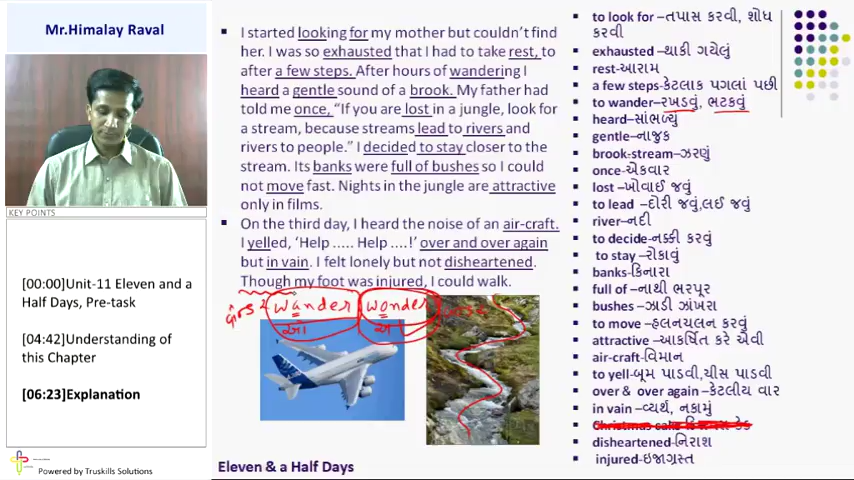 Mr.Himalay Raval
KEY POINTS
[00:00]Unit-11 Eleven and a
Half Days, Pre-task
[04:42]Understanding of
this Chapter
[06:23]Explanation
Powered by Truskills Solutions
I started looking for my mother but couldn't find
her. I was so exhausted that I had to take rest, to
after a few steps. After hours of wandering I
heard a gentle sound of a brook. My father had
told me once, "If you are lost in a jungle, look for
a stream, because streams lead to rivers and
rivers to people." I decided to stay closer to the
stream. Its banks were full of bushes so I could
not move fast. Nights in the jungle are attractive
only in films.
On the third day, I heard the noise of an air-craft.
I yelled, 'Help ..... Help ....!' over and over again
but in vain. I felt lonely but not disheartened.
Though my foot was injured, I could walk.
wander wonder
ઓ અ
Eleven & a Half Days
to look for –તપાસ કરવી, શોધ
કરવી
exhausted –થાકી ગયેલું
rest-આરામ
a few steps-કેટલાક પગલાં પછી
to wander–રખડવું, ભટકવું
heard–સાંભળ્યું
gentle–નાજુક
brook-stream–ઝરણું
once-એકવાર
lost –ખોવાઈ જવું
to lead –દોરી જવું,લઈ જવું
river–નદી
to decide-નક્કી કરવું
to stay –રોકાવું
banks-કિનારા
full of –નાથી ભરપૂર
bushes- ઝાડી ઝાંખરા
to move –હલનચલન કરવું
attractive –આકર્ષિત કરે એવી
air-craft-વિમાન
to yell-બૂમ પાડવી,ચીસ પાડવી
over & over again –કેટલીય વાર
in vain –વ્યર્થ, નકામું
disheartened-નિરાશ
injured-ઇજાગ્રસ્ત